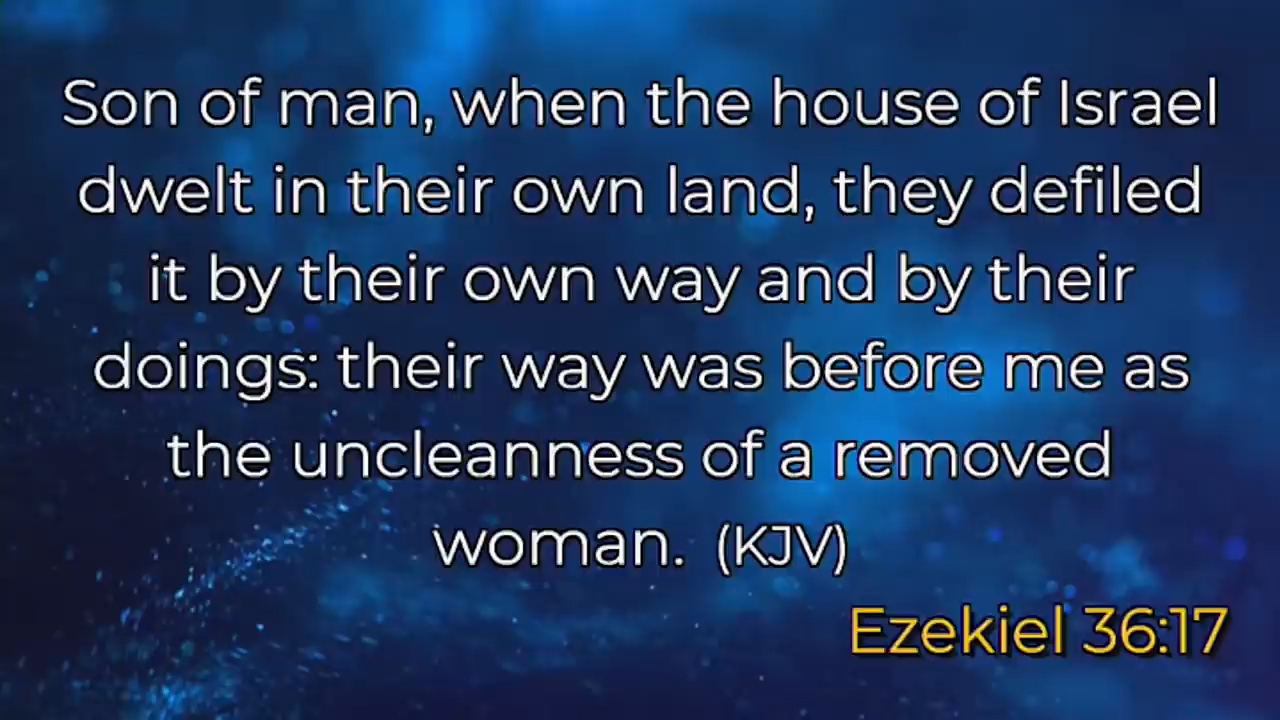 Son of man, when the house of Israel
dwelt in their own land, they defiled
it by their own way and by their
doings: their way was before me as
the uncleanness of a removed
woman. (KJV)
Ezekiel 36:17